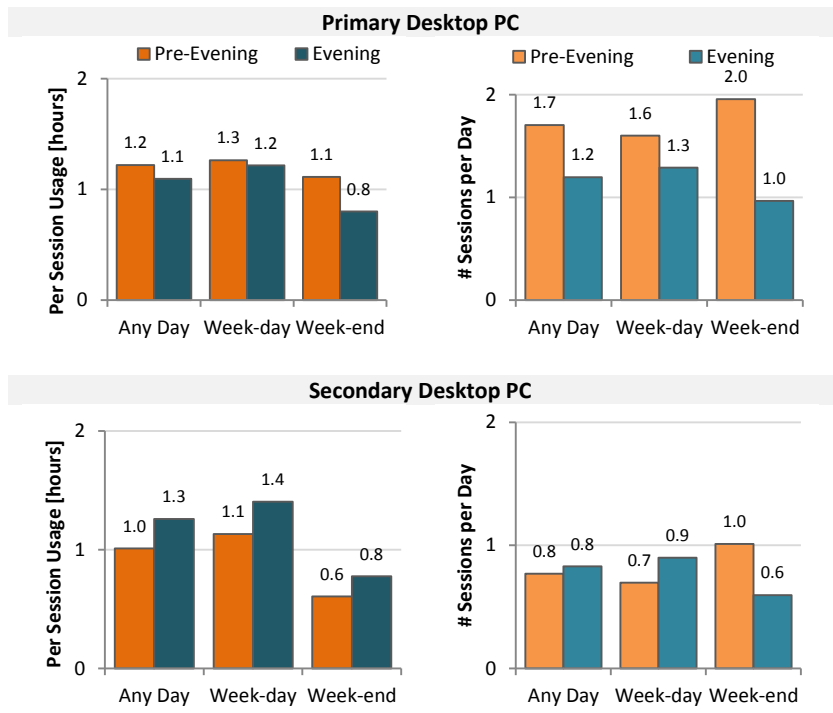 Primary Desktop PC
Pre-Evening Evening
Per Session Usage [hours]
2
1
0
1.2 1.1 1.3 1.2 1.1 0.8
Any Day Week-day Week-end
Pre-Evening Evening
# Sessions per Day
2
1
0
1.7 1.2 1.6 1.3 2.0 1.0
Any Day Week-day Week-end
Secondary Desktop PC
Per Session Usage [hours]
2
1
0
1.0 1.3 1.1 1.4 0.6 0.8
Any Day Week-day Week-end
# Sessions per Day
2
1
0
0.8 0.8 0.7 0.9 1.0 0.6
Any Day Week-day Week-end